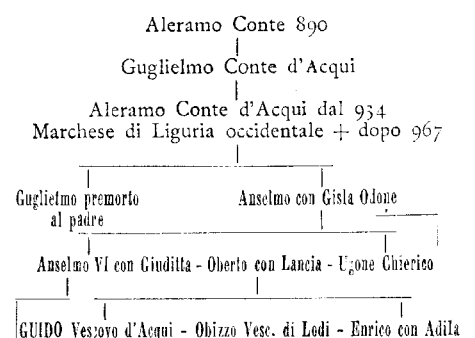 Aleramo Conte 890
Guglielmo Conte d'Acqui
Aleramo Conte d'Acqui dal 934
Marchese di Liguria occidentale + dopo 967
Guglielmo premorto Anselmo con Gisla Odone
al padre
Anselmo VI con Giuditta - Oberto con Lancia - Ugone Chierico
GUIDO Vescovo d'Acqui - Obizzo Vesc. di Lodi - Enrico con Adila